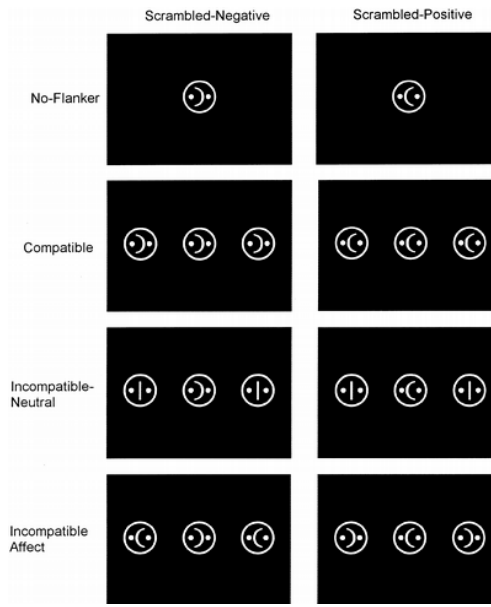 Scrambled-Negative Scrambled-Positive
No-Flanker
Compatible
Incompatible-
Neutral
Incompatible
Affect